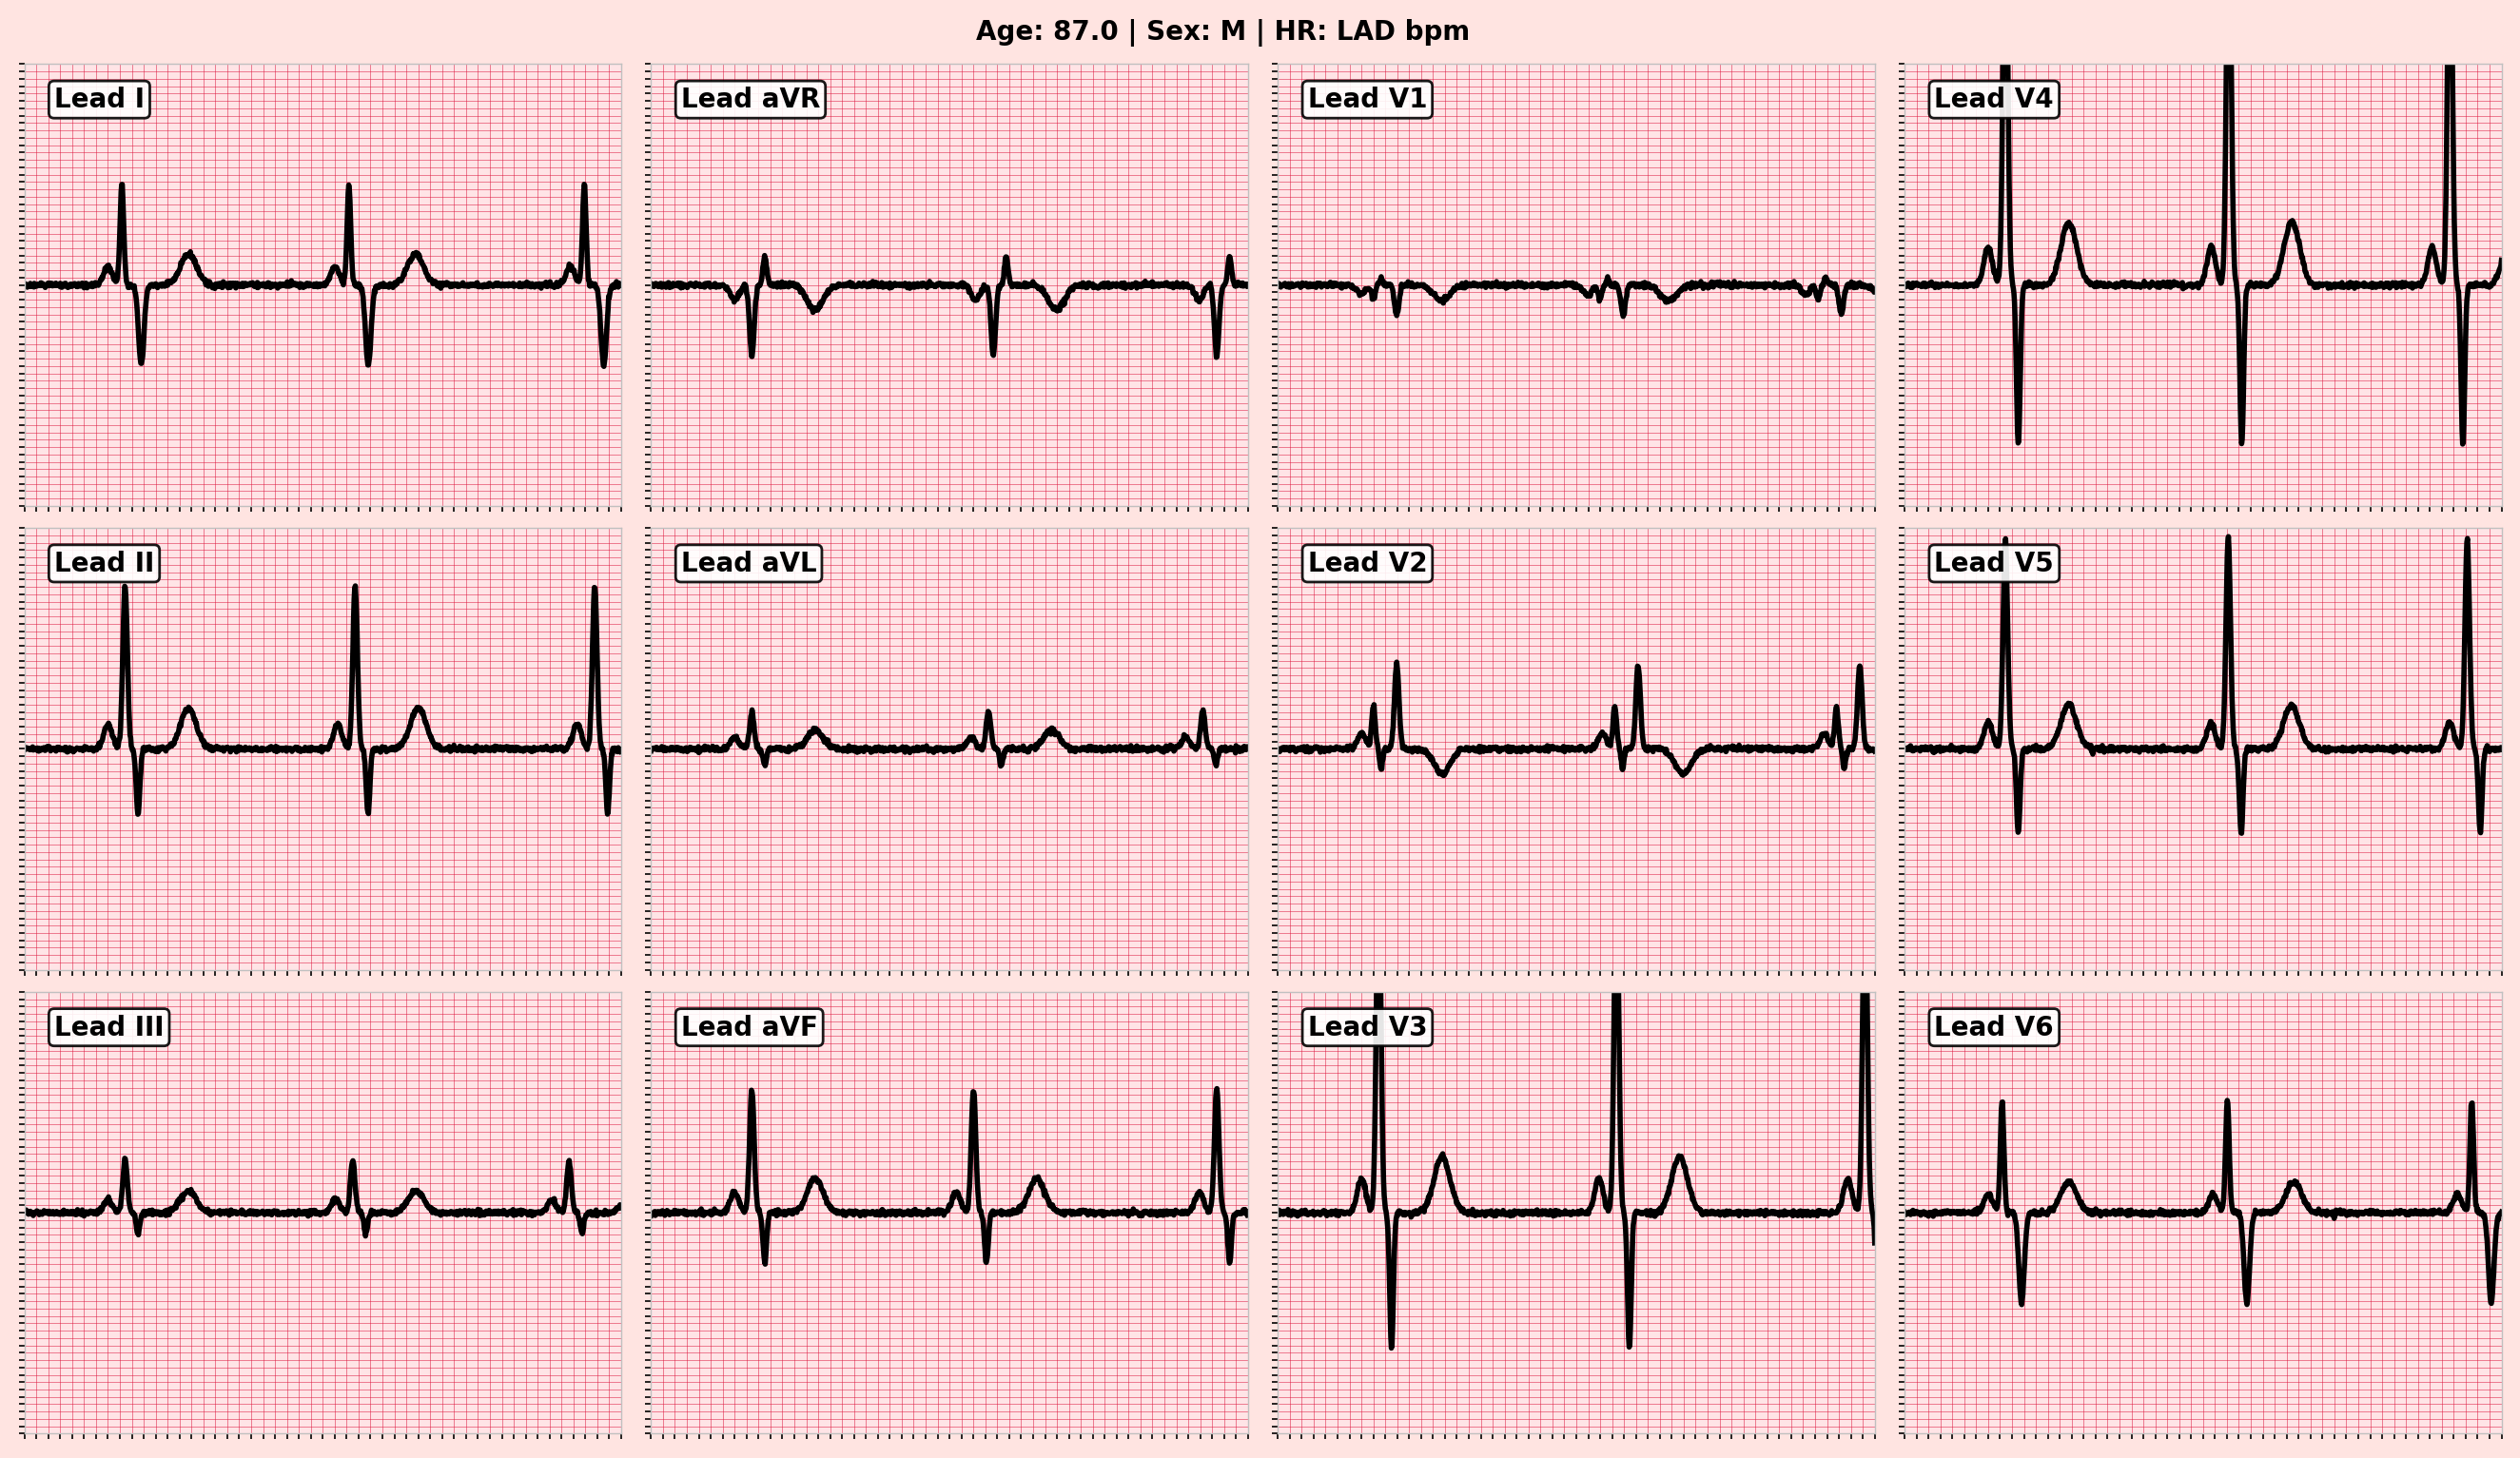 Age: 87.0 | Sex: M | HR: LAD bpm
Lead I
Lead aVR
Lead V1
Lead V4
Lead II
Lead aVL
Lead V2
Lead V5
Lead III
Lead aVF
Lead V3
Lead V6